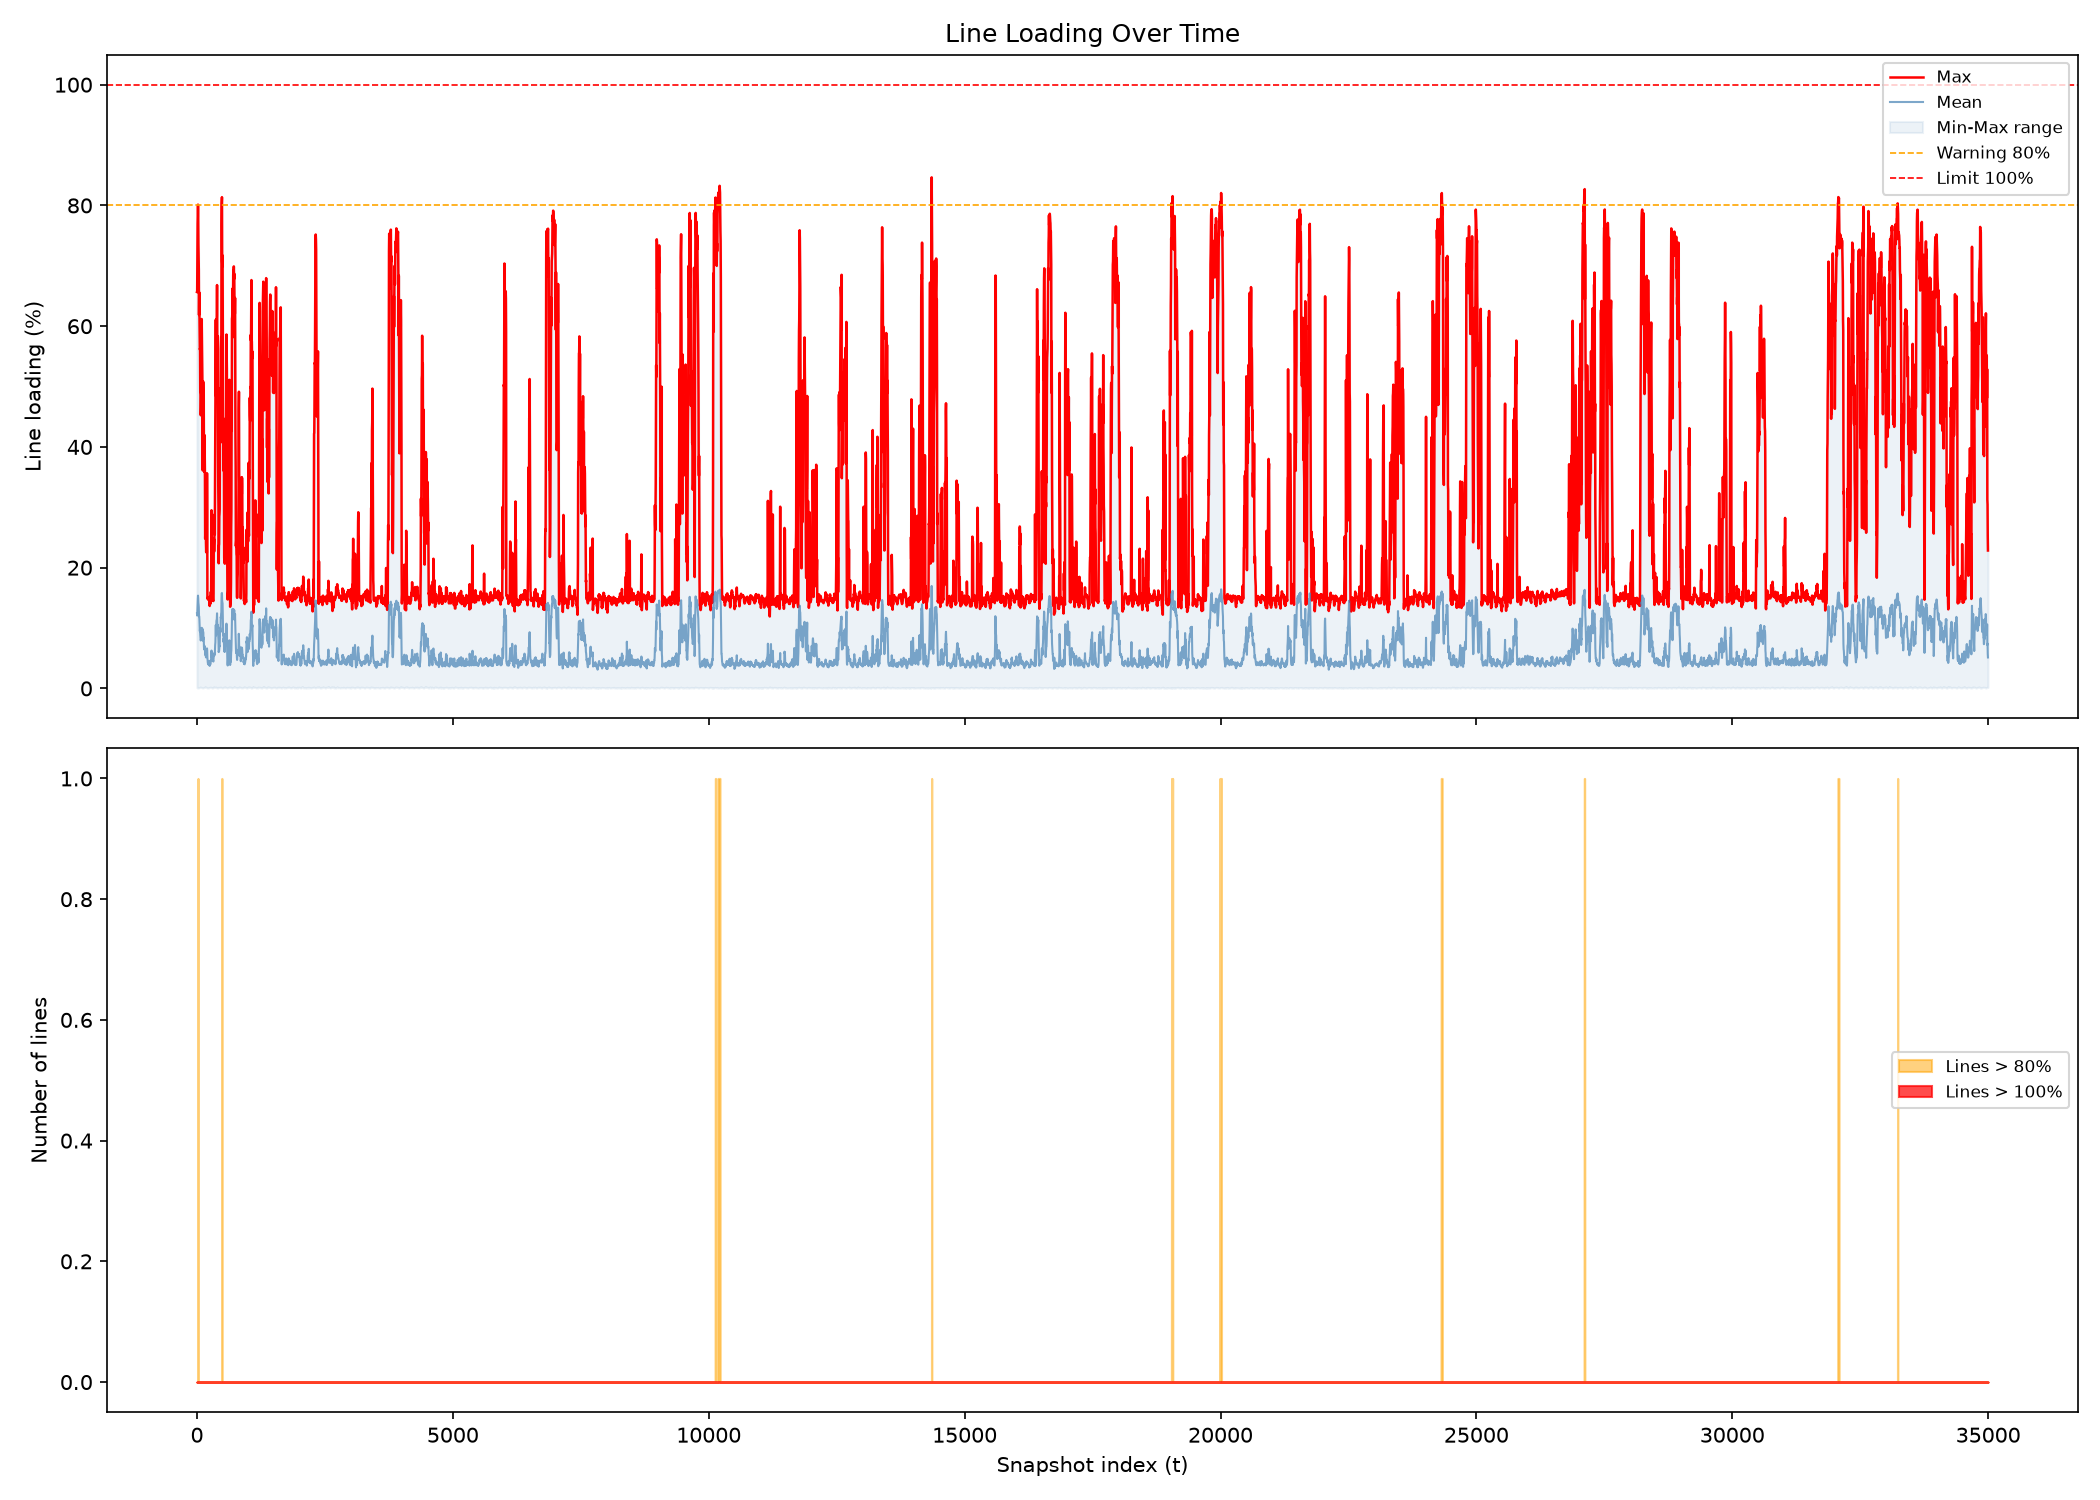 Line Loading Over Time
Line loading (%)
100
80
60
40
20
0
Max
Mean
Min-Max range
Warning 80%
Limit 100%
Number of lines
1.0
0.8
0.6
0.4
0.2
0.0
Lines > 80%
Lines > 100%
0
5000
10000
15000
20000
25000
30000
35000
Snapshot index (t)